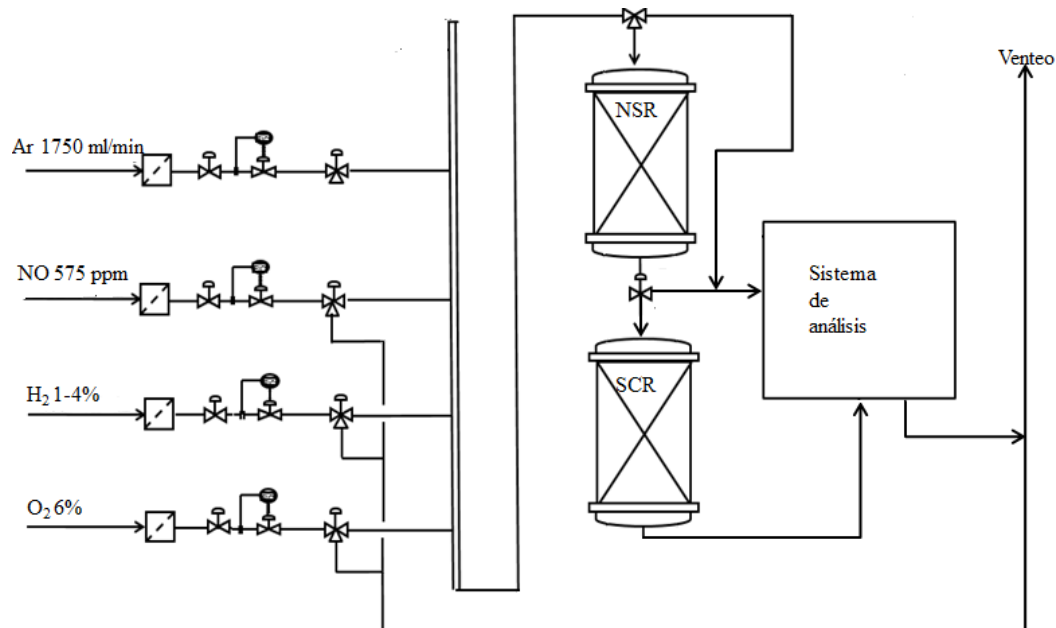 Venteo
NSR
Ar 1750 ml/min
NO 575 ppm
Sistema
de
análisis
SCR
H₂ 1-4%
O₂ 6%